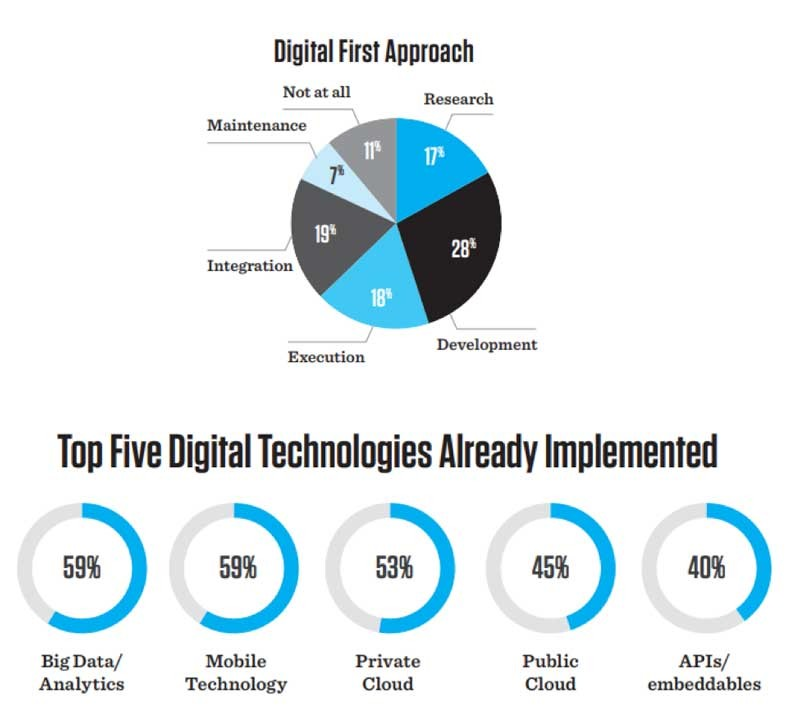 Digital First Approach
Not at all
Research
Maintenance
11%
17%
7%
19%
28%
18%
Integration
Development
Execution
Top Five Digital Technologies Already Implemented
59%
59%
53%
45%
40%
Big Data/
Analytics
Mobile
Technology
Private
Cloud
Public
Cloud
APIs/
embeddables